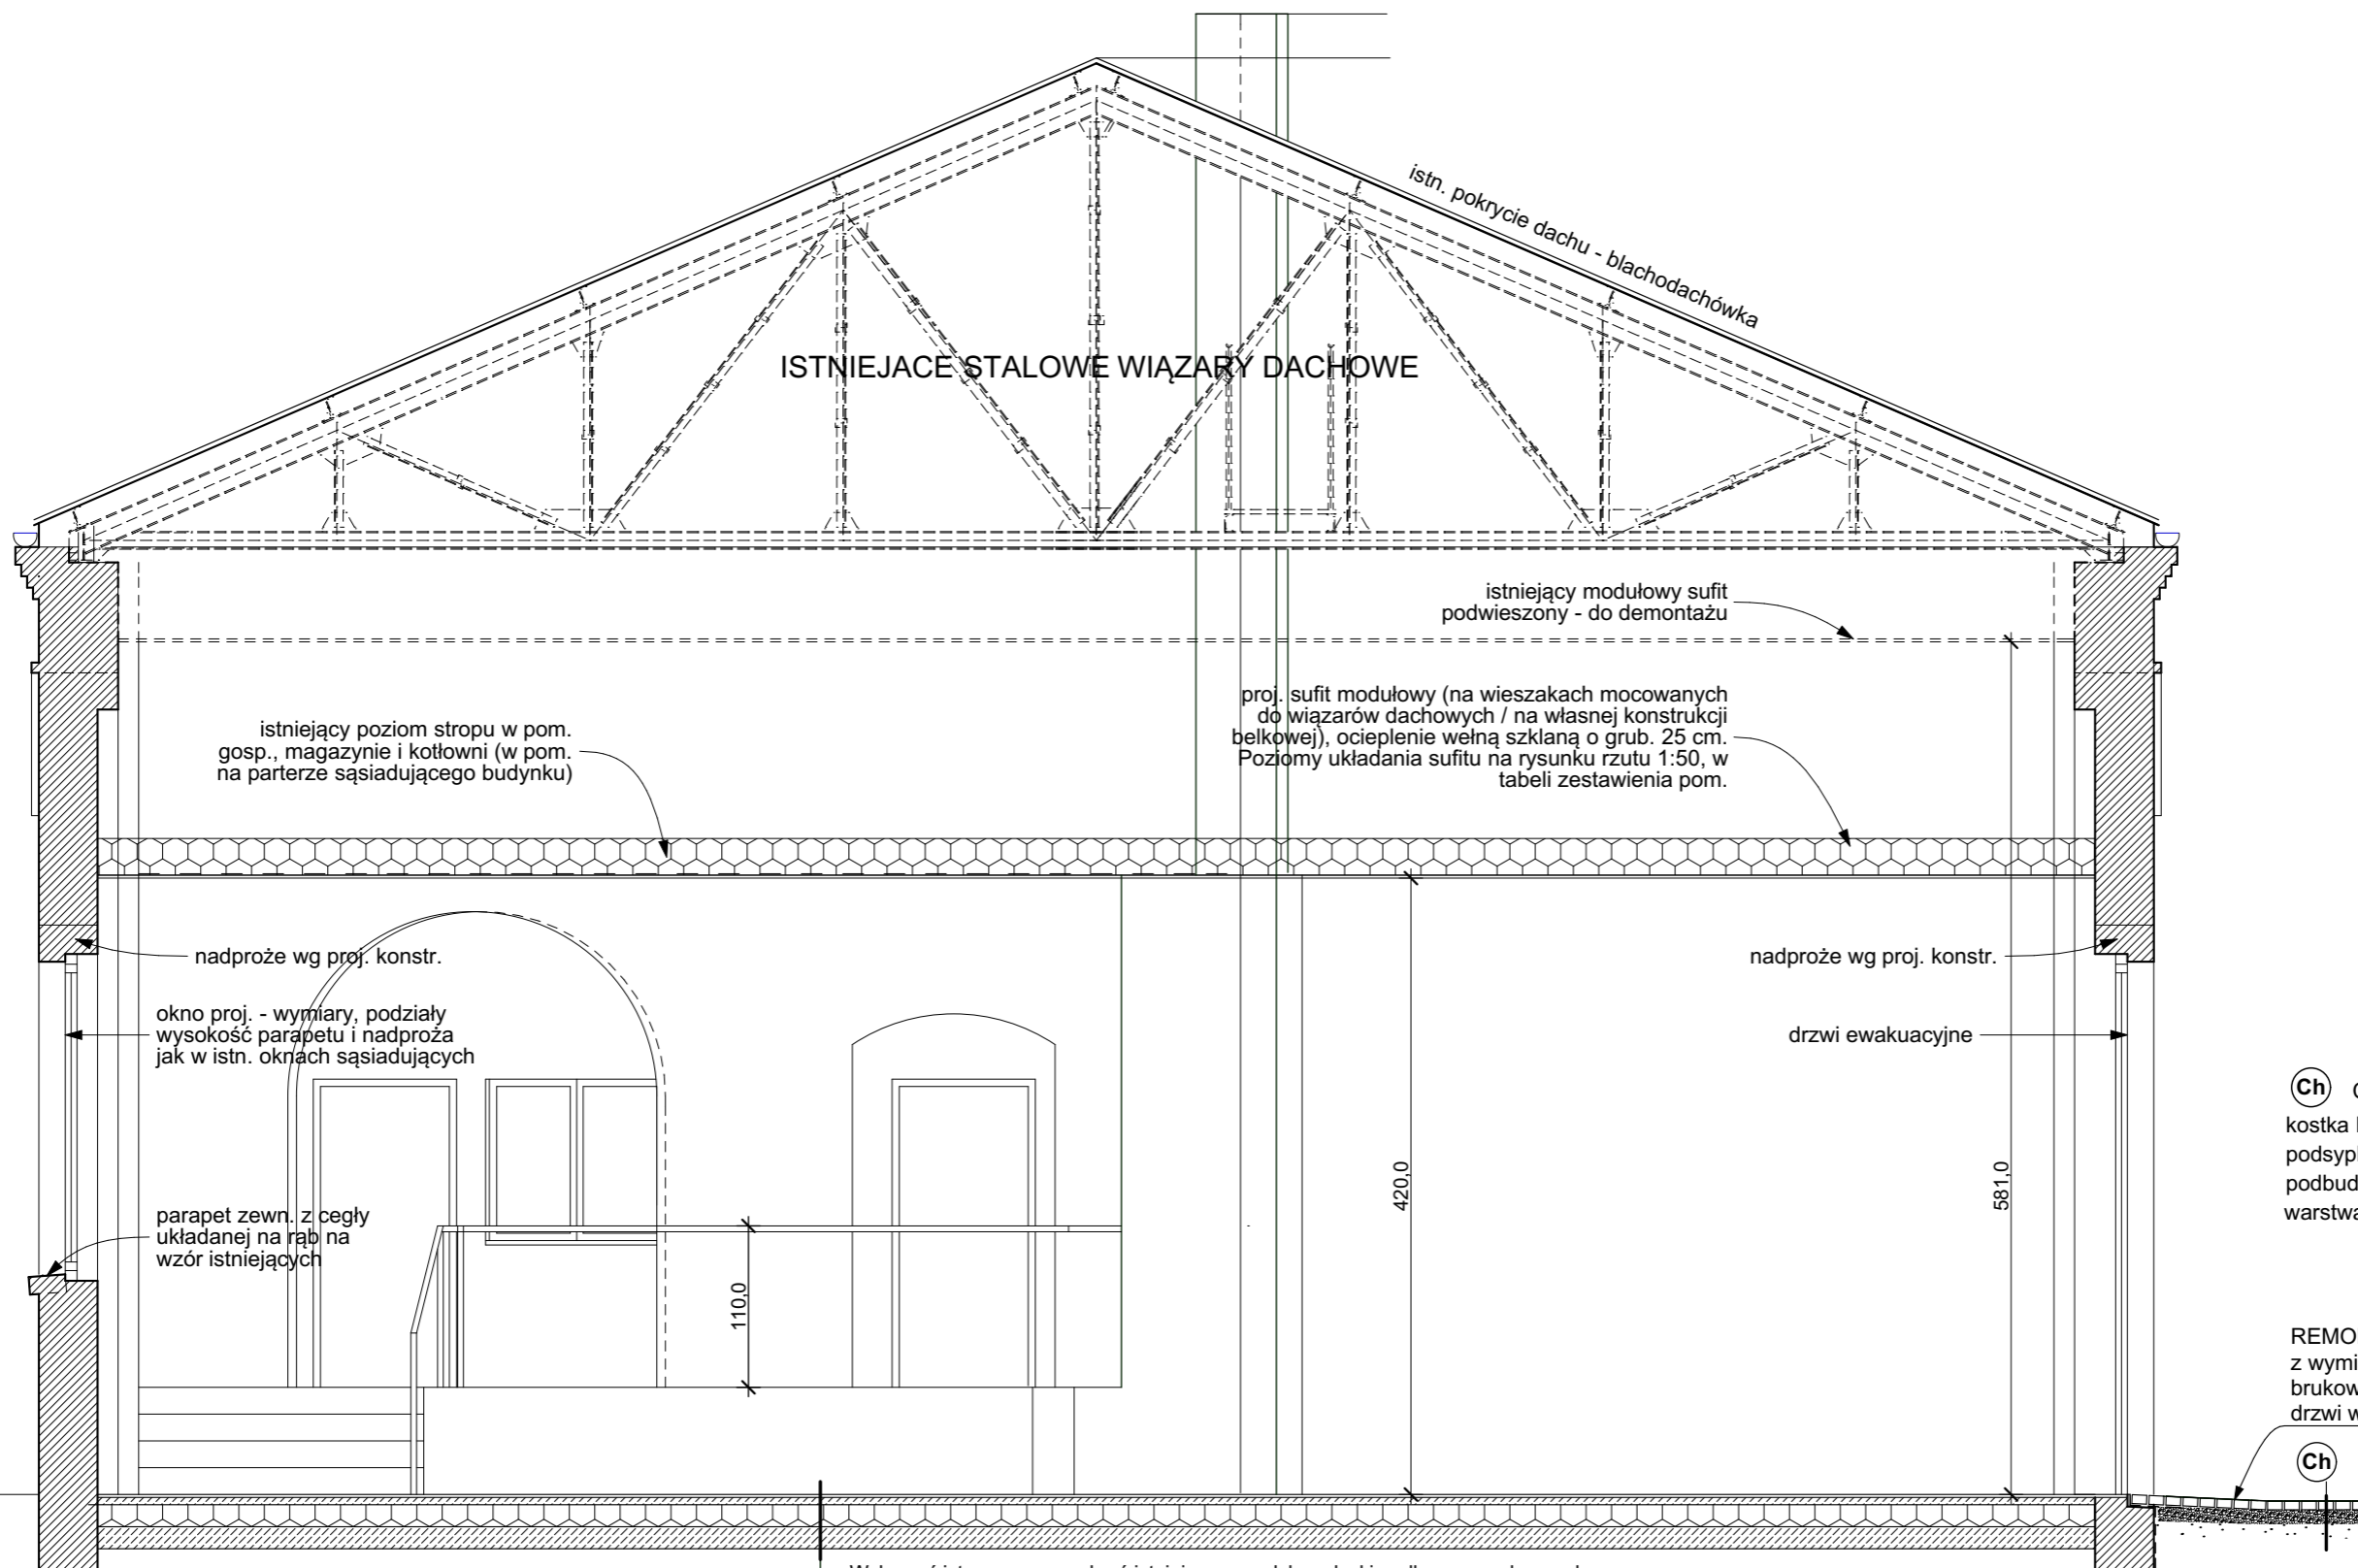 istn. pokrycie dachu - blachodachówka
ISTNIEJACE STALOWE WIĄZARY DACHOWE
istniejący modułowy sufit
podwieszony - do demontażu
istniejący poziom stropu w pom.
gosp., magazynie i kotłowni (w pom.
na parterze sąsiadującego budynku)
proj. sufit modułowy (na wieszakach mocowanych
do wiązarów dachowych / na własnej konstrukcji
belkowej), ocieplenie wełną szklaną o grub. 25 cm.
Poziomy układania sufitu na rysunku rzutu 1:50, w
tabeli zestawienia pom.
nadproże wg proj. konstr.
nadproże wg proj. konstr.
okno proj. - wymiary, podziały
wysokość parapetu i nadproża
jak w istn. oknach sąsiadujących
drzwi ewakuacyjne
parapet zewn. z cegły
układanej na rąb na
wzór istniejących
110,0
420,0
581,0
Ch
kostka
podsyp
podbud
warstwa
REMO
z wymi
brukow
drzwi w
Ch